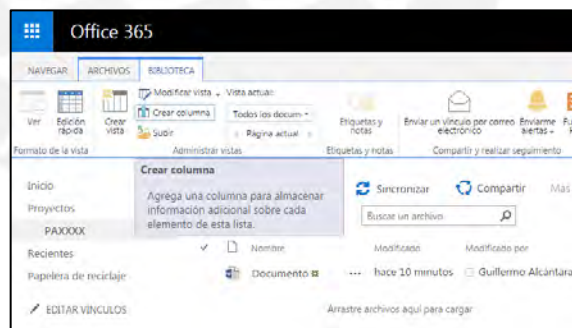 Office 365
NAVEGAR ARCHIVOS BIBLIOTECA
Ver
Edición rápida
Crear vista
Modificar vista
Crear columna
Subir
Vista actual:
Todos los docum
Página actual
Etiquetas y notas
Enviar un vínculo por correo electrónico
Enviarme alertas
Formato de la vista
Administrar vistas
Etiquetas y notas
Compartir y realizar seguimiento
Crear columna
Agrega una columna para almacenar
información adicional sobre cada
elemento de esta lista.
Inicio
Proyectos
PAXXXX
Recientes
Papelera de reciclaje
EDITAR VÍNCULOS
Sincronizar Compartir Más
Buscar un archivo
Nombre Modificado Modificado por
Documento ... hace 10 minutos Guillermo Alcántara
Arrastre archivos aquí para cargar